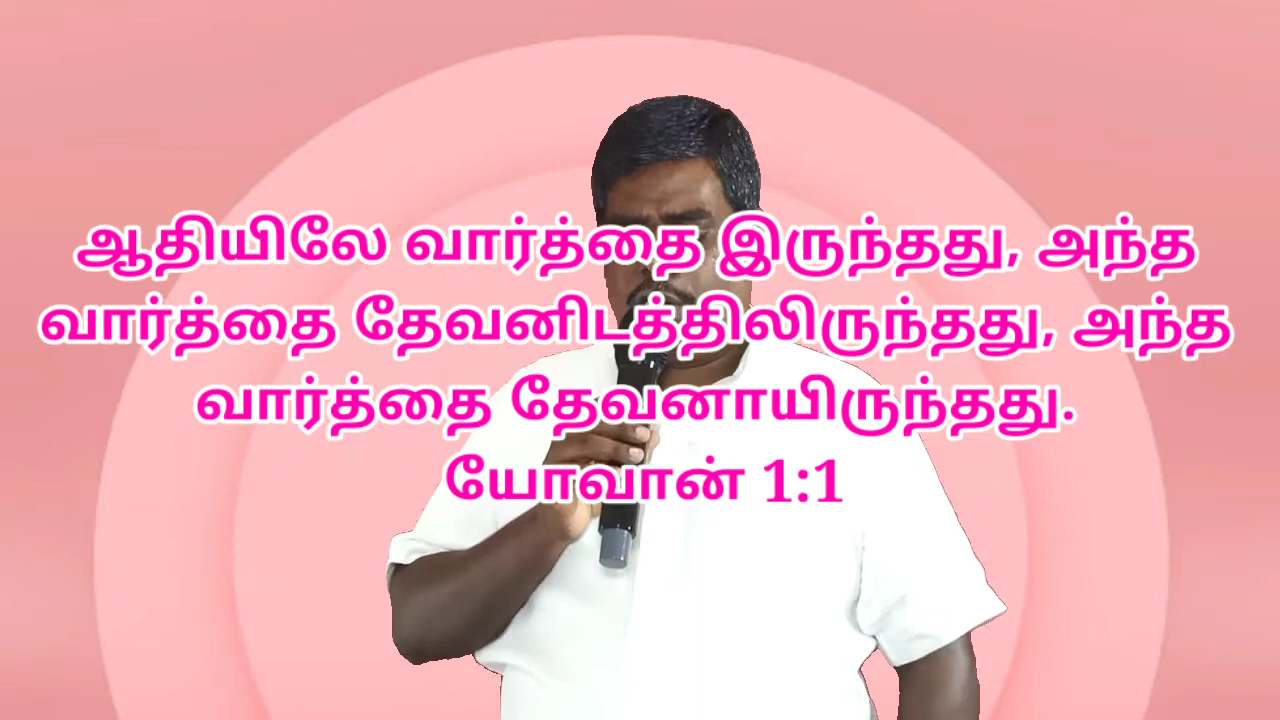 ஆதியிலே வார்த்தை இருந்தது, அந்த
வார்த்தை தேவனிடத்திலிருந்தது, அந்த
வார்த்தை தேவனாயிருந்தது.
யோவான் 1:1